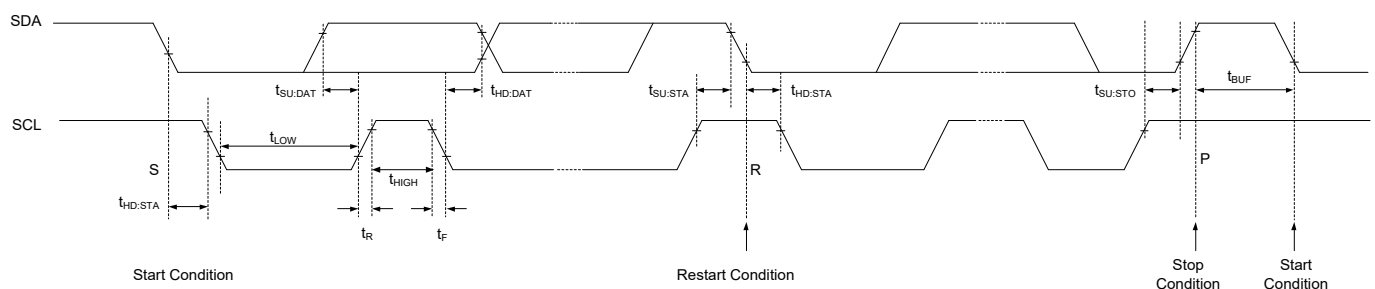 SDA
tSU:DAT
tHD:DAT
tSU:STA
tHD:STA
tSU:STO
tBUF
SCL
tLOW
S
tHIGH
R
P
tHD:STA
tR
tF
Start Condition
Restart Condition
Stop
Condition
Start
Condition